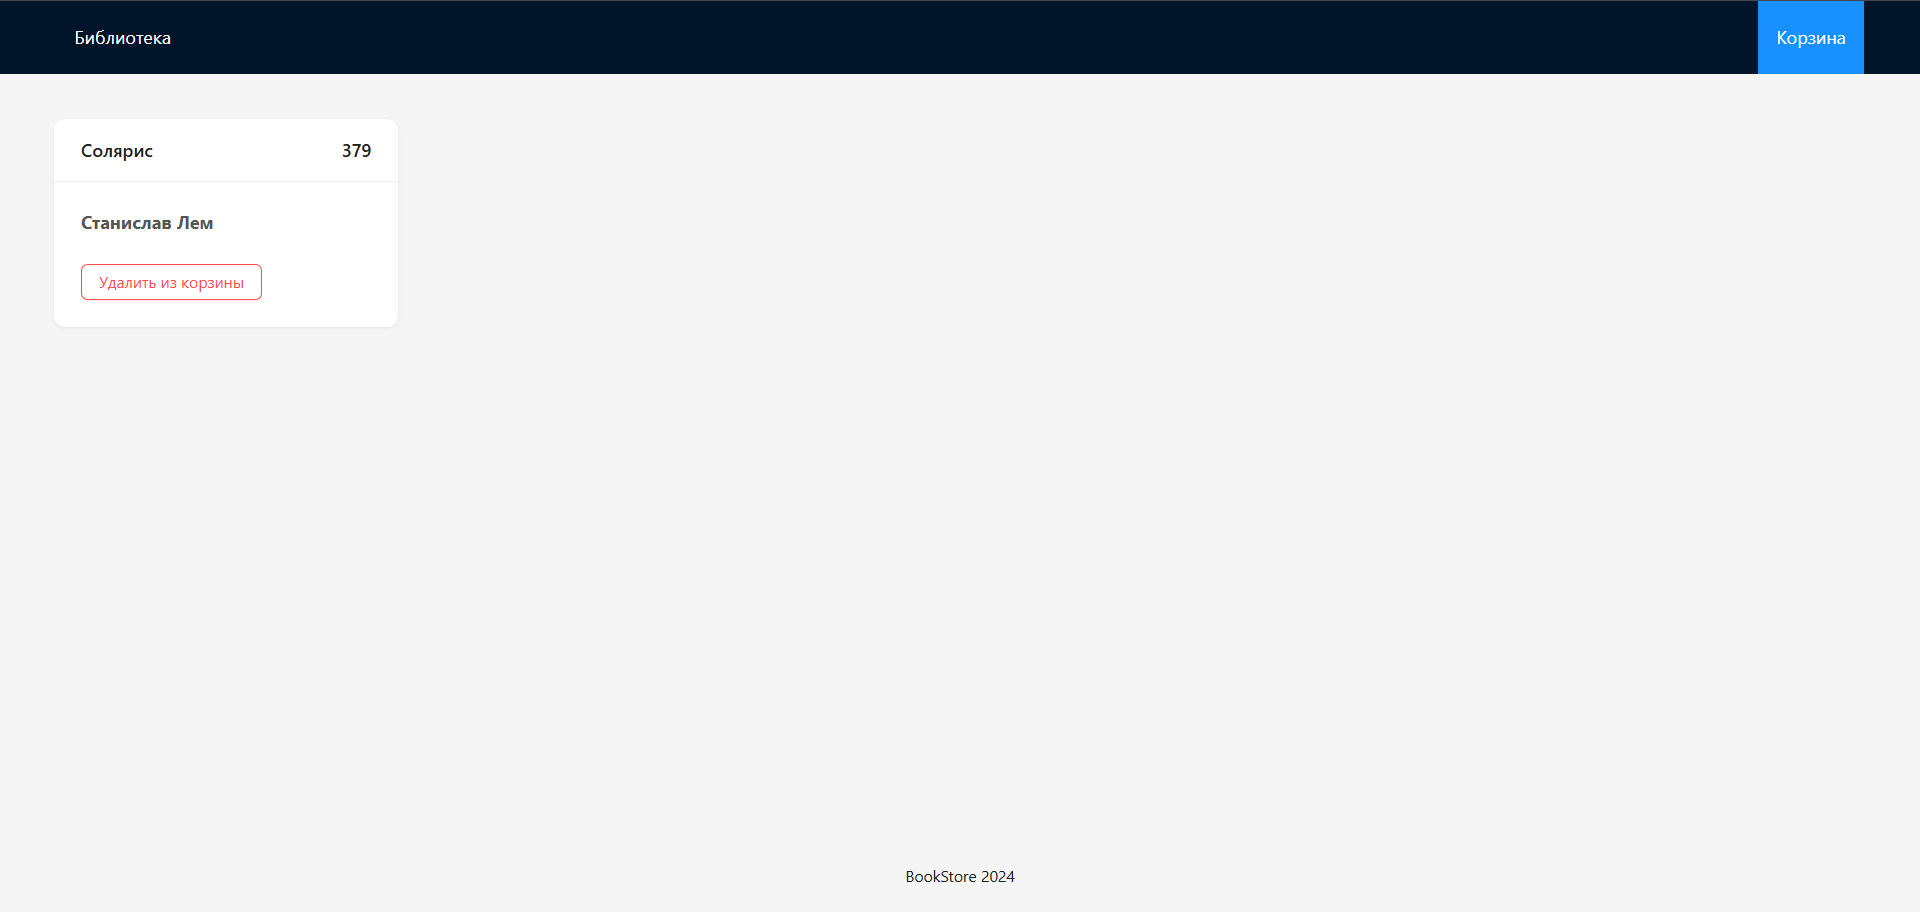 Библиотека
Корзина
Солярис 379
Станислав Лем
Удалить из корзины
BookStore 2024